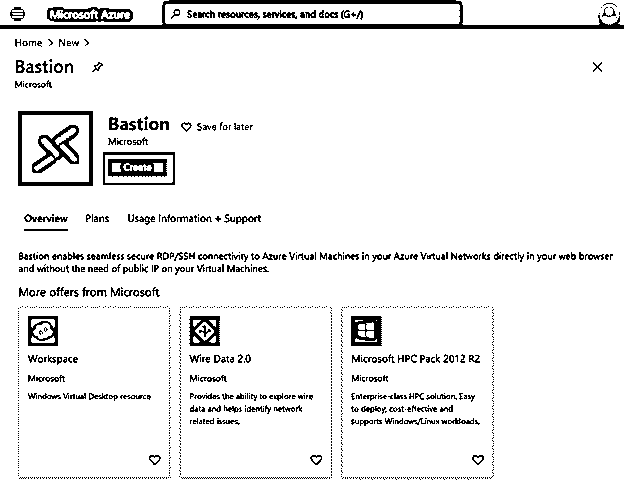 Microsoft Azure
Search resources, services, and docs (G+/)
Home > New >
Bastion
Microsoft
Bastion
Save for later
Microsoft
Create
Overview Plans Usage Information + Support
Bastion enables seamless secure RDP/SSH connectivity to Azure Virtual Machines in your Azure Virtual Networks directly in your web browser
and without the need of public IP on your Virtual Machines.
More offers from Microsoft
Workspace
Microsoft
Windows Virtual Desktop resource
Wire Data 2.0
Microsoft
Provides the ability to explore wire
data and helps identify network
related issues.
Microsoft HPC Pack 2012 R2
Microsoft
Enterprise-class HPC solution. Easy
to deploy, cost-effective and
supports Windows/Linux workloads.